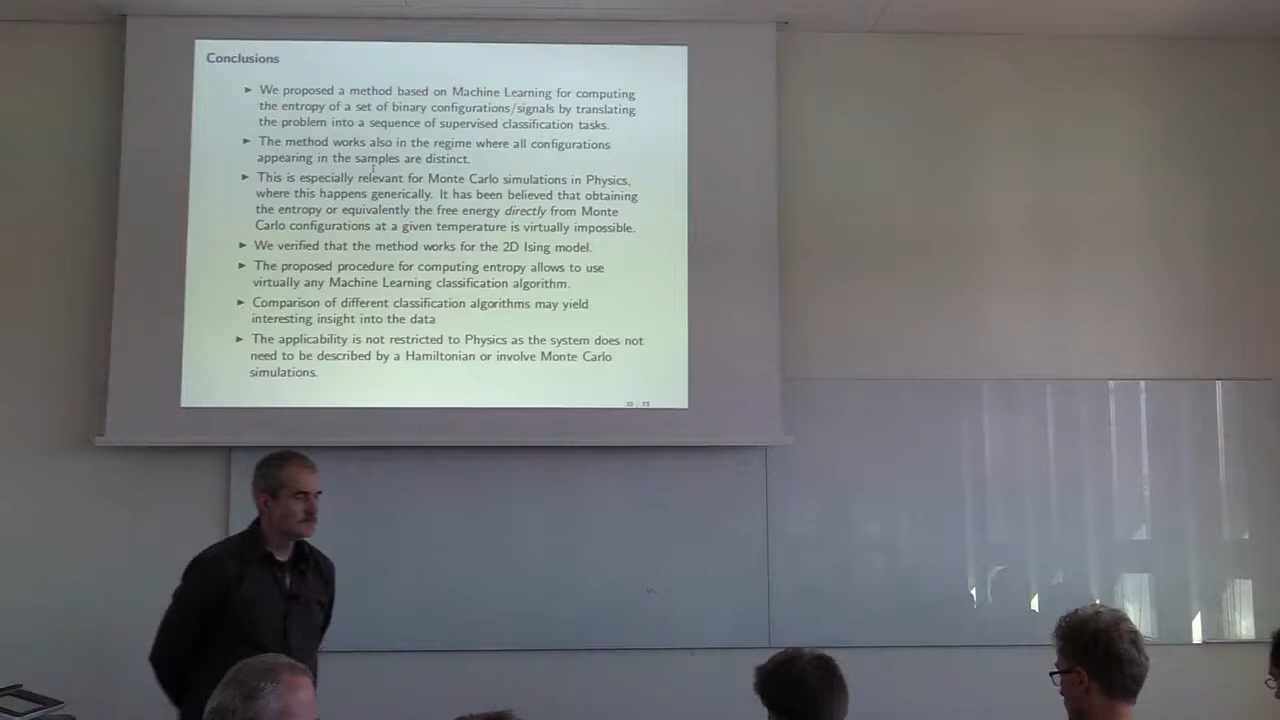 Conclusions
► We proposed a method based on Machine Learning for computing
the entropy of a set of binary configurations/signals by translating
the problem into a sequence of supervised classification tasks.
► The method works also in the regime where all configurations
appearing in the samples are distinct.
► This is especially relevant for Monte Carlo simulations in Physics,
where this happens generically. It has been believed that obtaining
the entropy or equivalently the free energy directly from Monte
Carlo configurations at a given temperature is virtually impossible.
► We verified that the method works for the 2D Ising model.
► The proposed procedure for computing entropy allows to use
virtually any Machine Learning classification algorithm.
► Comparison of different classification algorithms may yield
interesting insight into the data
► The applicability is not restricted to Physics as the system does not
need to be described by a Hamiltonian or involve Monte Carlo
simulations.